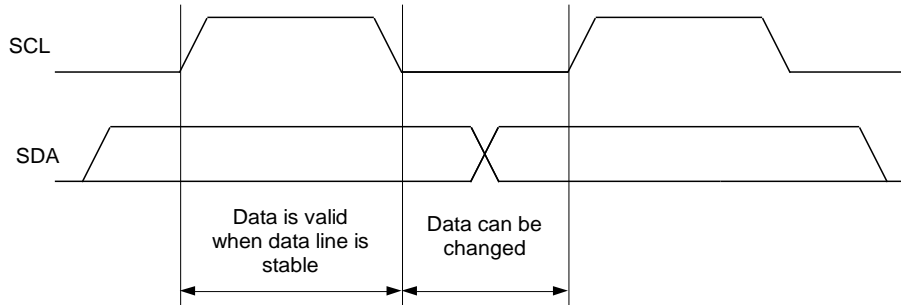 SCL
SDA
Data is valid
when data line is
stable
Data can be
changed